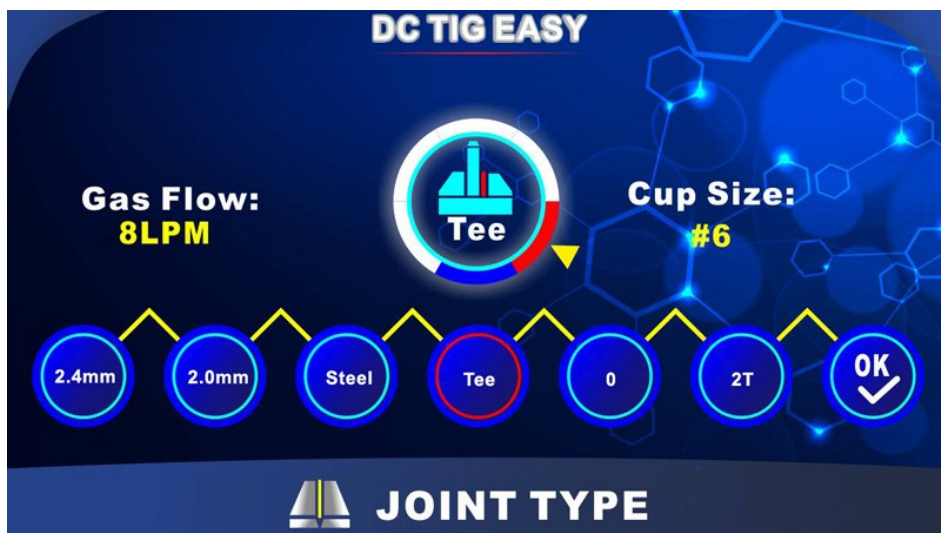 DC TIG EASY
Gas Flow:
8LPM
Tee
Cup Size:
#6
2.4mm
2.0mm
Steel
Tee
0
2T
OK
JOINT TYPE